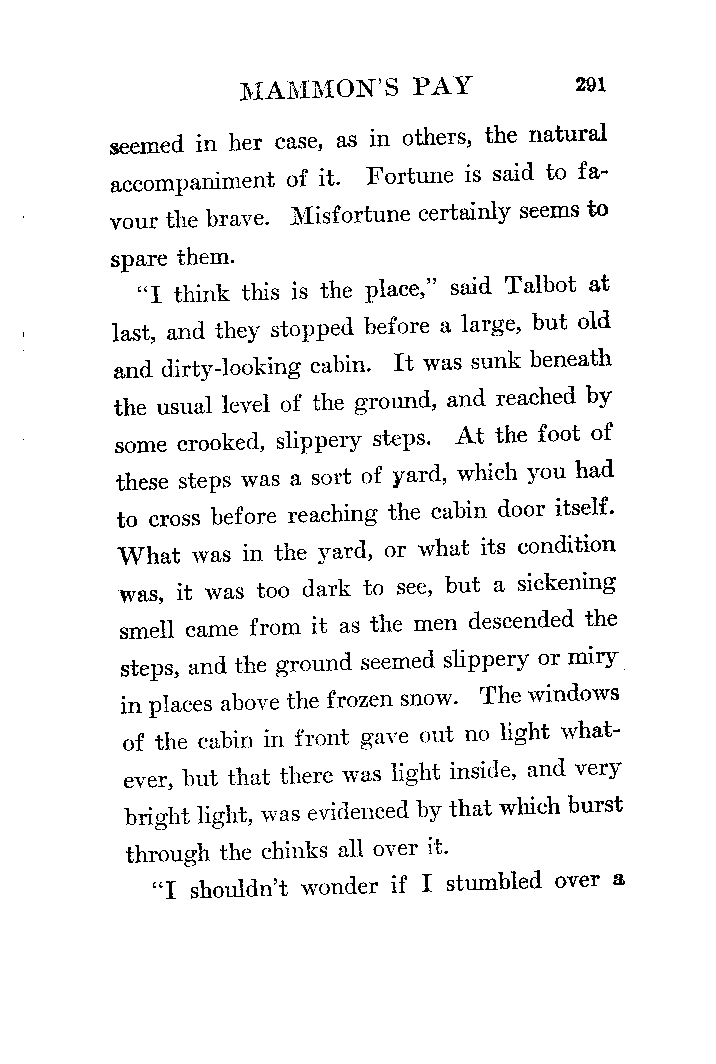 MAMMON'S PAY 291
seemed in her case, as in others, the natural
accompaniment of it. Fortune is said to fa-
vour the brave. Misfortune certainly seems to
spare them.
"I think this is the place," said Talbot at
last, and they stopped before a large, but old
and dirty-looking cabin. It was sunk beneath
the usual level of the ground, and reached by
some crooked, slippery steps. At the foot of
these steps was a sort of yard, which you had
to cross before reaching the cabin door itself.
What was in the yard, or what its condition
was, it was too dark to see, but a sickening
smell came from it as the men descended the
steps, and the ground seemed slippery or miry
in places above the frozen snow. The windows
of the cabin in front gave out no light what-
ever, but that there was light inside, and very
bright light, was evidenced by that which burst
through the chinks all over it.
"I shouldn't wonder if I stumbled over a